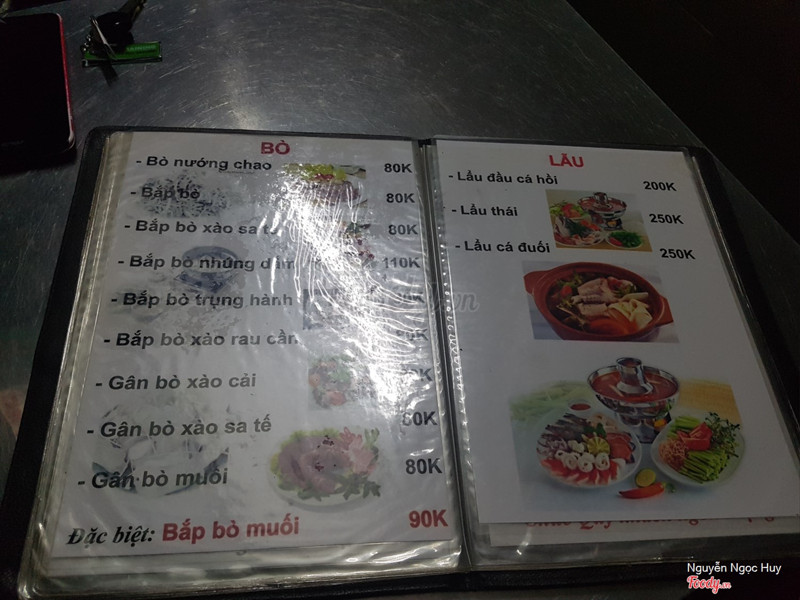 BÒ
- Bò nướng chao 80K
- Bắp bò 80K
- Bắp bò xào sa tế 80K
- Bắp bò nhúng dấm 110K
- Bắp bò trụng hành
- Bắp bò xào rau cần
- Gân bò xào cải
- Gân bò xào sa tế 80K
- Gân bò muối 80K
Đặc biệt: Bắp bò muối 90K
LẨU
- Lẩu đầu cá hồi 200K
- Lẩu thái 250K
- Lẩu cá đuối 250K
Nguyễn Ngọc Huy
Foody.vn